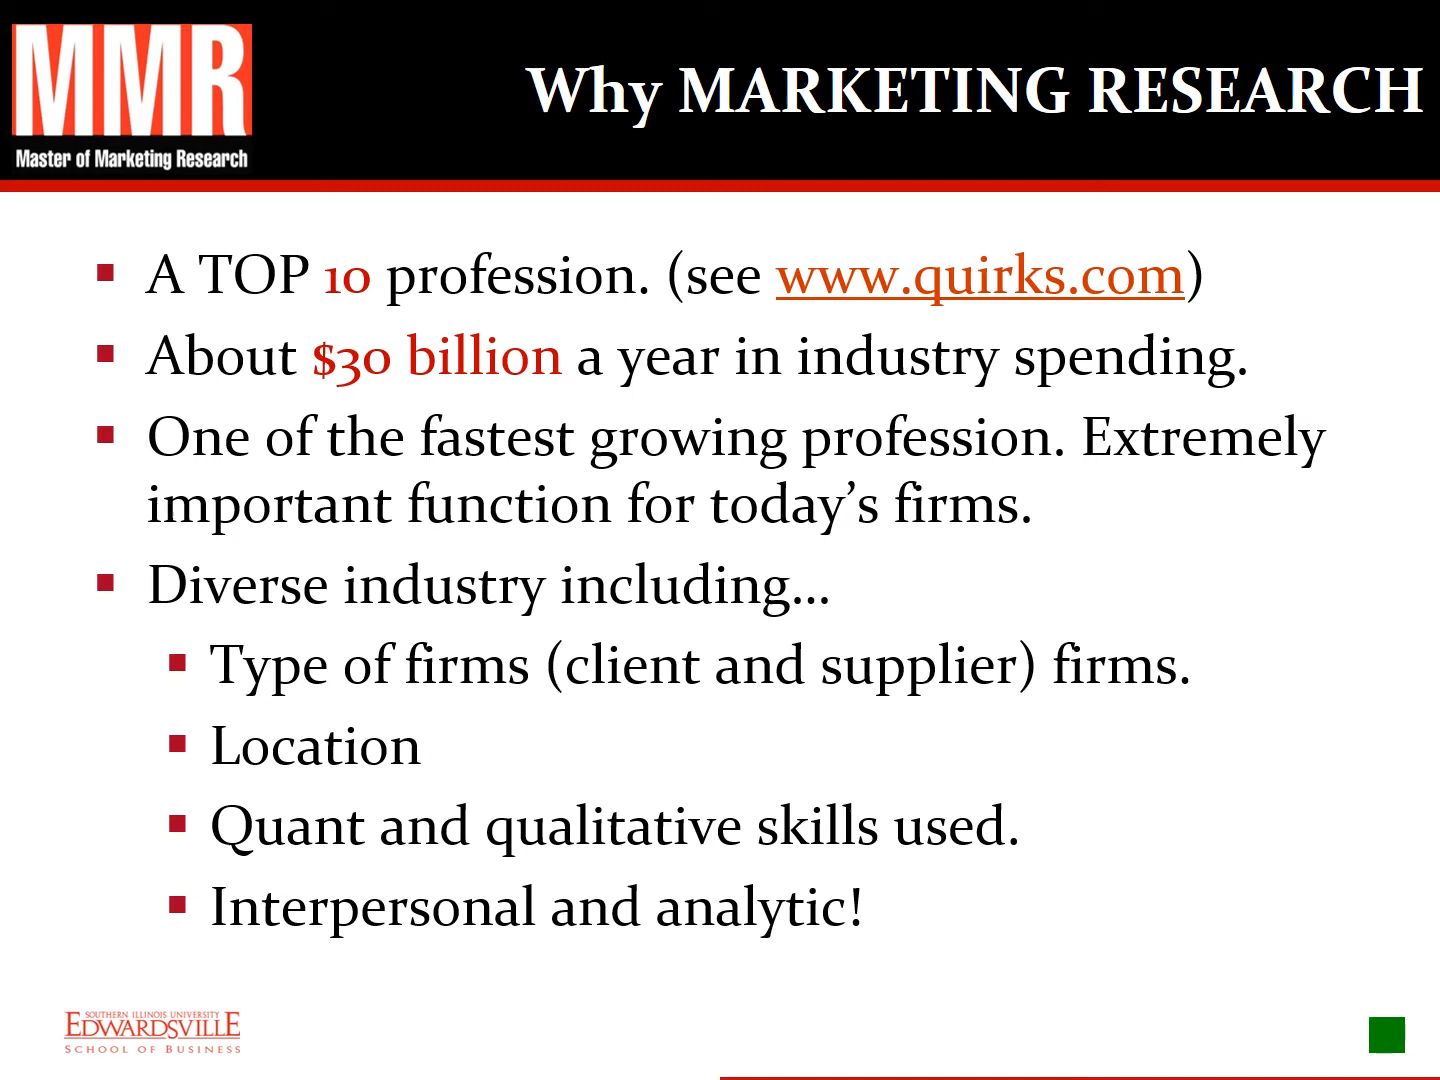 MMR
Master of Marketing Research
Why MARKETING RESEARCH
A TOP 10 profession. (see www.quirks.com)
About $30 billion a year in industry spending.
One of the fastest growing profession. Extremely
important function for today’s firms.
Diverse industry including…
Type of firms (client and supplier) firms.
Location
Quant and qualitative skills used.
Interpersonal and analytic!
SOUTHERN ILLINOIS UNIVERSITY
EDWARDSVILLE
SCHOOL OF BUSINESS